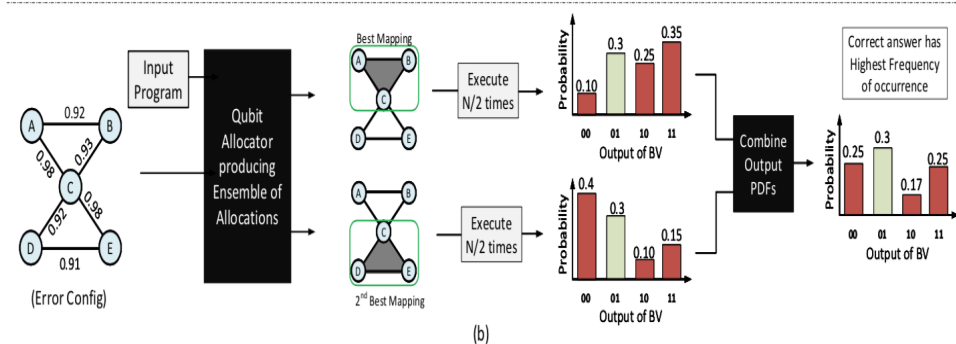 Input
Program
Qubit
Allocator
producing
Ensemble of
Allocations
A
0.92
B
0.98
0.93
C
0.92
0.98
D
0.91
E
(Error Config)
Best Mapping
A
B
C
D
E
Execute
N/2 times
Probability
0.10
0.3
0.25
0.35
00 01 10 11
Output of BV
A
B
C
D
E
2nd Best Mapping
Execute
N/2 times
Probability
0.4
0.3
0.10
0.15
00 01 10 11
Output of BV
Combine
Output
PDFs
Correct answer has
Highest Frequency
of occurrence
Probability
0.25
0.3
0.17
0.25
00 01 10 11
Output of BV
(b)